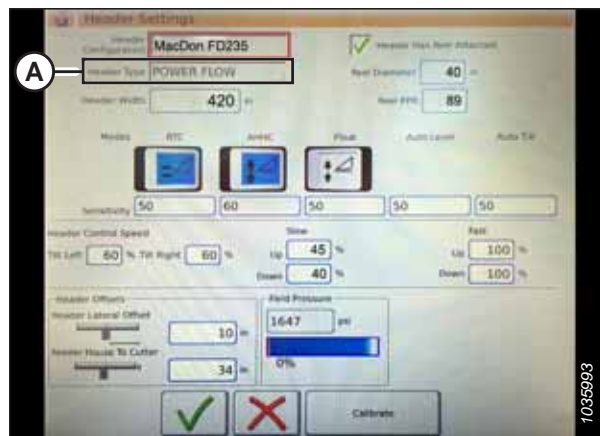 Header Settings
Header Configuration MacDon FD235
Header Has Reel Attached
A
Header Type POWER FLOW
Reel Diameter 40 in
Header Width 420 in
Reel PPR 89
Modes RTC AHHC Float Auto Level Auto Tilt
Sensitivity 50 60 50 50 50
Header Control Speed
Slow Fast
Tilt Left 60 % Tilt Right 60 % Up 45 % Up 100 %
Down 40 % Down 100 %
Header Offsets Field Pressure
Header Lateral Offset
10 in 1647 psi
Feeder House To Cutter
34 in 0%
Calibrate
1035993